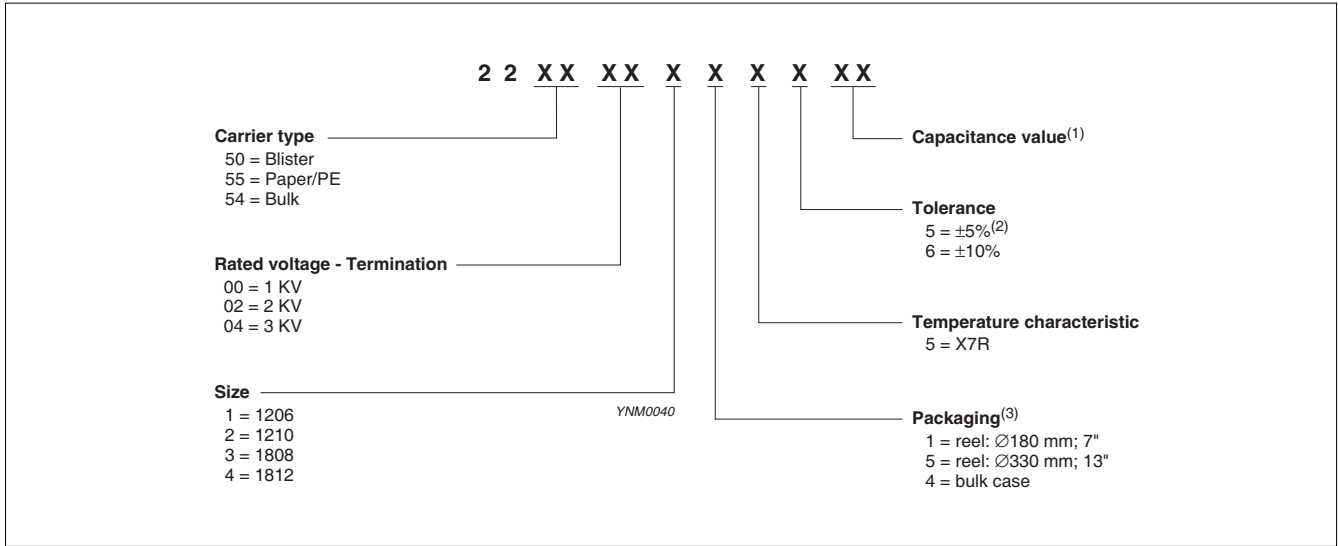 2 2 X X X X X X X X X X
Carrier type
50 = Blister
55 = Paper/PE
54 = Bulk
Rated voltage - Termination
00 = 1 KV
02 = 2 KV
04 = 3 KV
Size
1 = 1206
2 = 1210
3 = 1808
4 = 1812
YNM0040
Capacitance value(1)
Tolerance
5 = ±5%(2)
6 = ±10%
Temperature characteristic
5 = X7R
Packaging(3)
1 = reel: ∅180 mm; 7"
5 = reel: ∅330 mm; 13"
4 = bulk case